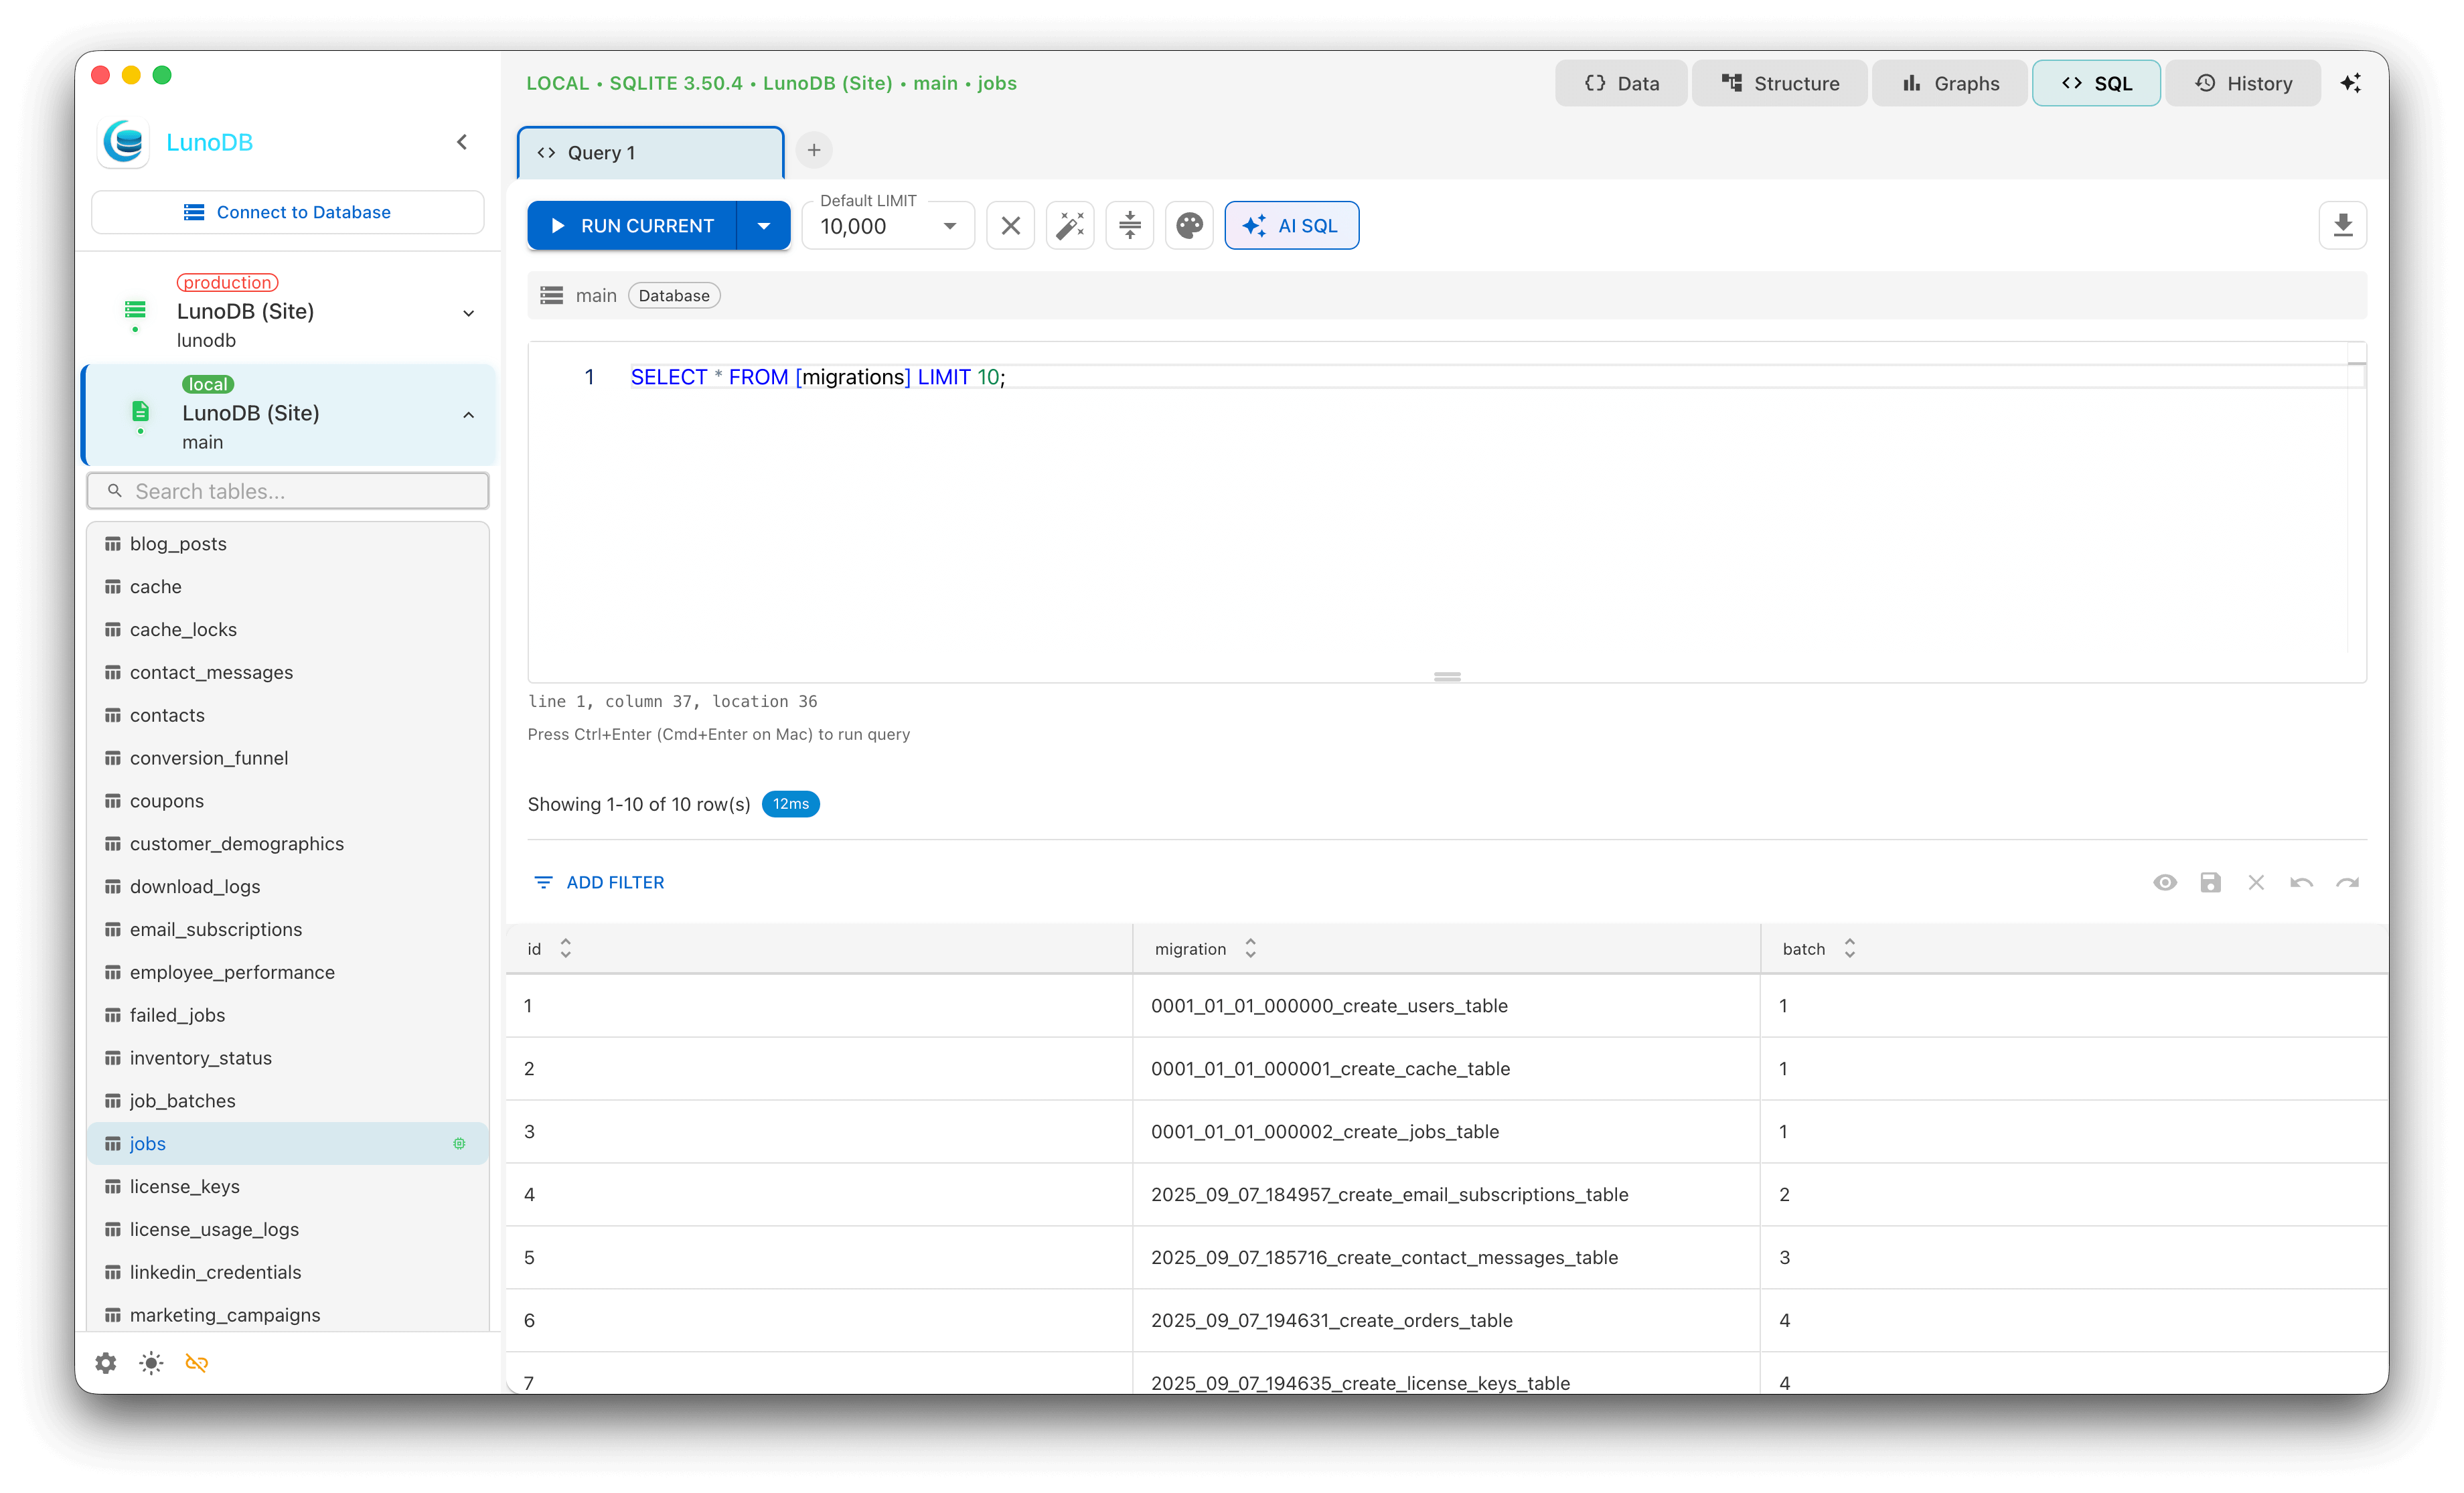 LunoDB
Connect to Database
production
LunoDB (Site)
lunodb
local
LunoDB (Site)
main
Search tables...
blog_posts
cache
cache_locks
contact_messages
contacts
conversion_funnel
coupons
customer_demographics
download_logs
email_subscriptions
employee_performance
failed_jobs
inventory_status
job_batches
jobs
license_keys
license_usage_logs
linkedin_credentials
marketing_campaigns
LOCAL • SQLITE 3.50.4 • LunoDB (Site) • main • jobs
Data Structure Graphs SQL History
Query 1
RUN CURRENT
Default LIMIT
10,000
AI SQL
main Database
1 SELECT * FROM [migrations] LIMIT 10;
line 1, column 37, location 36
Press Ctrl+Enter (Cmd+Enter on Mac) to run query
Showing 1-10 of 10 row(s) 12ms
ADD FILTER
id migration batch
1 0001_01_01_000000_create_users_table 1
2 0001_01_01_000001_create_cache_table 1
3 0001_01_01_000002_create_jobs_table 1
4 2025_09_07_184957_create_email_subscriptions_table 2
5 2025_09_07_185716_create_contact_messages_table 3
6 2025_09_07_194631_create_orders_table 4
7 2025_09_07_194635_create_license_keys_table 4